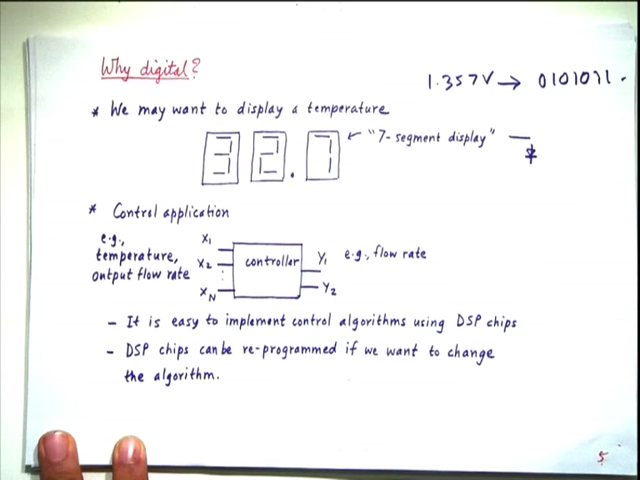 Why digital?
1.357V → 0101011.
* We may want to display a temperature
32.7 ← "7-segment display"
* Control application
e.g., temperature, output flow rate
X1
X2
XN
controller
Y1 e.g., flow rate
Y2
- It is easy to implement control algorithms using DSP chips
- DSP chips can be re-programmed if we want to change
the algorithm.
5